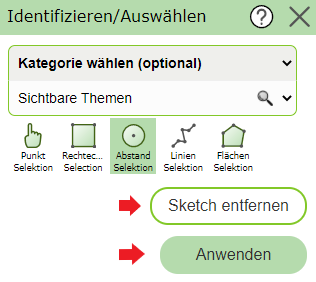 Identifizieren/Auswählen ?
Kategorie wählen (optional)
Sichtbare Themen
Punkt Selektion
Rechtec... Selection
Abstand Selektion
Linien Selektion
Flächen Selektion
Sketch entfernen
Anwenden